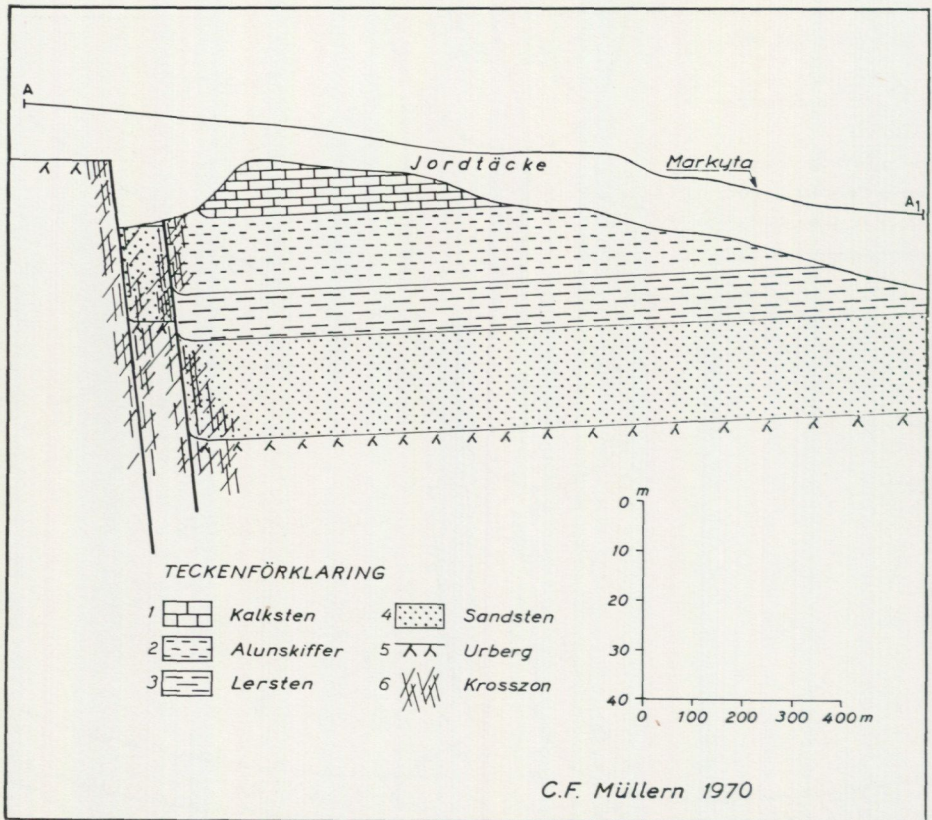 A
Jordtäcke
Markyta
A1
m
0
10
20
30
40
0 100 200 300 400 m
TECKENFÖRKLARING
1 Kalksten
2 Alunskiffer
3 Lersten
4 Sandsten
5 Urberg
6 Krosszon
C.F. Müllern 1970